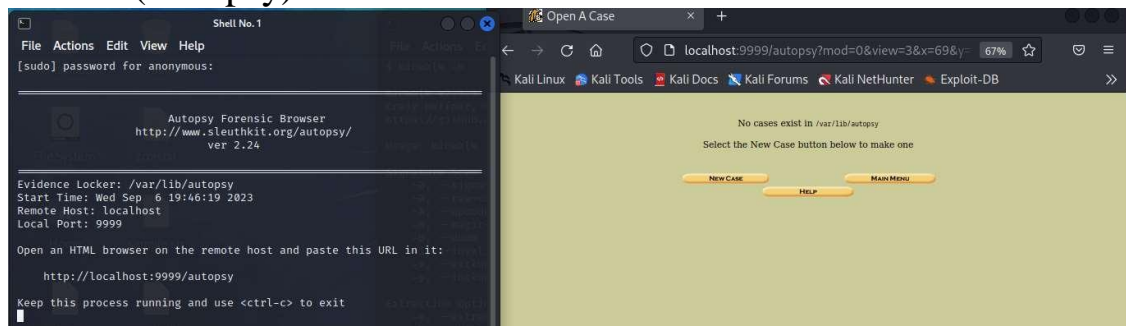 Shell No. 1
File Actions Edit View Help
[sudo] password for anonymous:
Autopsy Forensic Browser
http://www.sleuthkit.org/autopsy/
ver 2.24
Evidence Locker: /var/lib/autopsy
Start Time: Wed Sep 6 19:46:19 2023
Remote Host: localhost
Local Port: 9999
Open an HTML browser on the remote host and paste this URL in it:
http://localhost:9999/autopsy
Keep this process running and use <ctrl-c> to exit
Open A Case
localhost:9999/autopsy?mod=0&view=3&x=69&y= 67%
Kali Linux Kali Tools Kali Docs Kali Forums Kali NetHunter Exploit-DB
No cases exist in /var/lib/autopsy
Select the New Case button below to make one
NEW CASE MAIN MENU
HELP